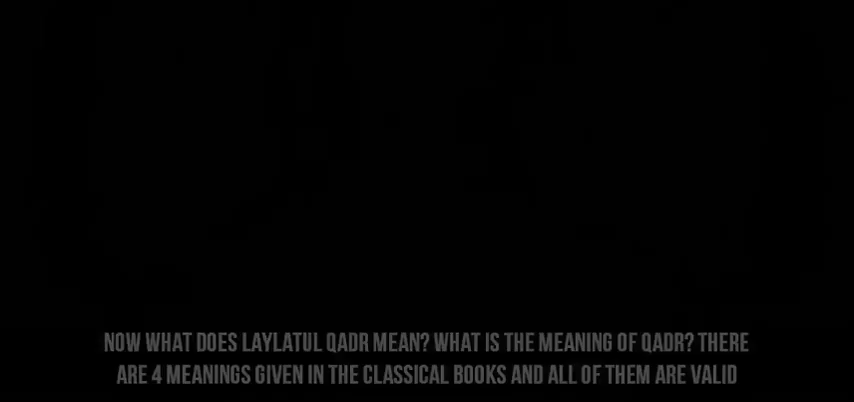 NOW WHAT DOES LAYLATUL QADR MEAN? WHAT IS THE MEANING OF QADR? THERE
ARE 4 MEANINGS GIVEN IN THE CLASSICAL BOOKS AND ALL OF THEM ARE VALID